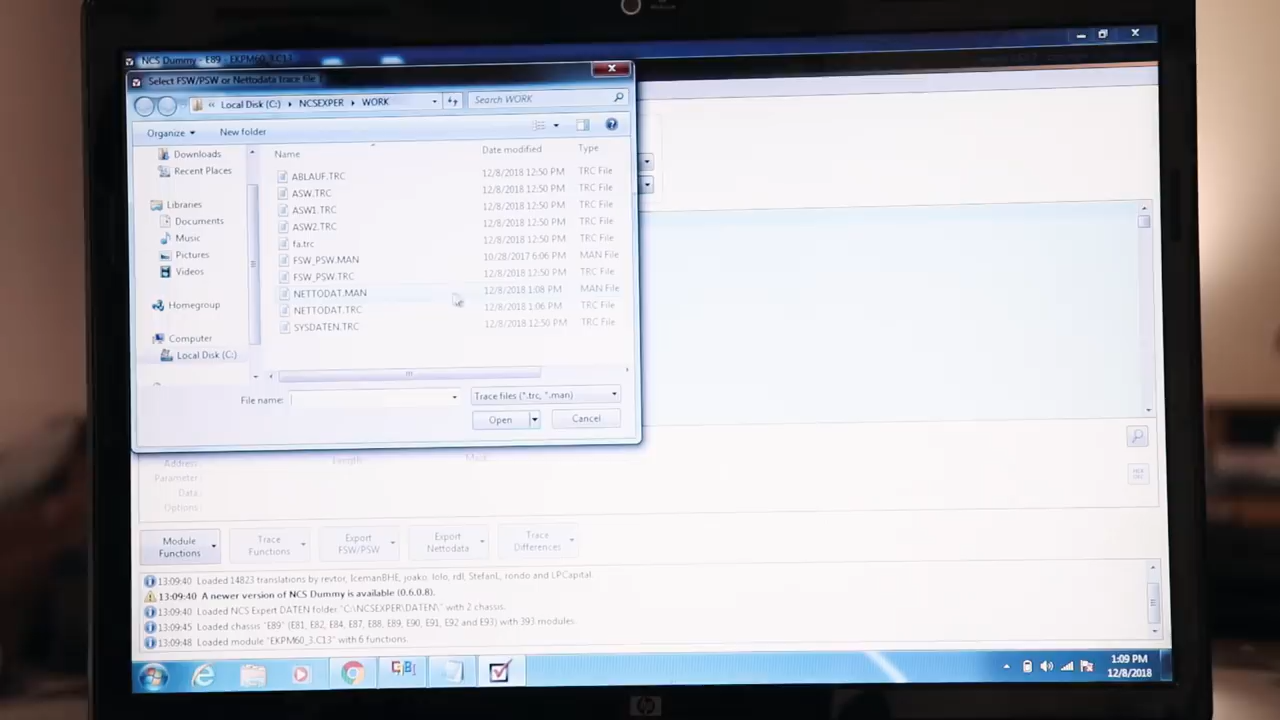 NCS Dummy - E89 - EKPM60_3.C13
Select FSW/PSW or Nettodata trace file
Local Disk (C:) ▸ NCSEXPER ▸ WORK
Search WORK
Organize
New folder
Name
Date modified
Type
Downloads
Recent Places
Libraries
Documents
Music
Pictures
Videos
Homegroup
Computer
Local Disk (C:)
ABLAUF.TRC 12/8/2018 12:50 PM TRC File
ASW.TRC 12/8/2018 12:50 PM TRC File
ASW1.TRC 12/8/2018 12:50 PM TRC File
ASW2.TRC 12/8/2018 12:50 PM TRC File
fa.trc 12/8/2018 12:50 PM TRC File
FSW_PSW.MAN 10/28/2017 6:06 PM MAN File
FSW_PSW.TRC 12/8/2018 12:50 PM TRC File
NETTODAT.MAN 12/8/2018 1:08 PM MAN File
NETTODAT.TRC 12/8/2018 1:06 PM TRC File
SYSDATEN.TRC 12/8/2018 12:50 PM TRC File
File name:
Trace files (*.trc, *.man)
Open
Cancel
Address:
Length:
Mask:
Parameter:
Data:
Options:
Module Functions
Trace Functions
Export FSW/PSW
Export Nettodata
Trace Differences
13:09:40 Loaded 14823 translations by revtor, IcemanBHE, joako, lolo, rdl, StefanL, rondo and LPCapital.
13:09:40 A newer version of NCS Dummy is available (0.6.0.8).
13:09:40 Loaded NCS Expert DATEN folder "C:\NCSEXPER\DATEN\" with 2 chassis.
13:09:45 Loaded chassis "E89" (E81, E82, E84, E87, E88, E89, E90, E91, E92 and E93) with 393 modules.
13:09:48 Loaded module "EKPM60_3.C13" with 6 functions.
1:09 PM
12/8/2018
hp